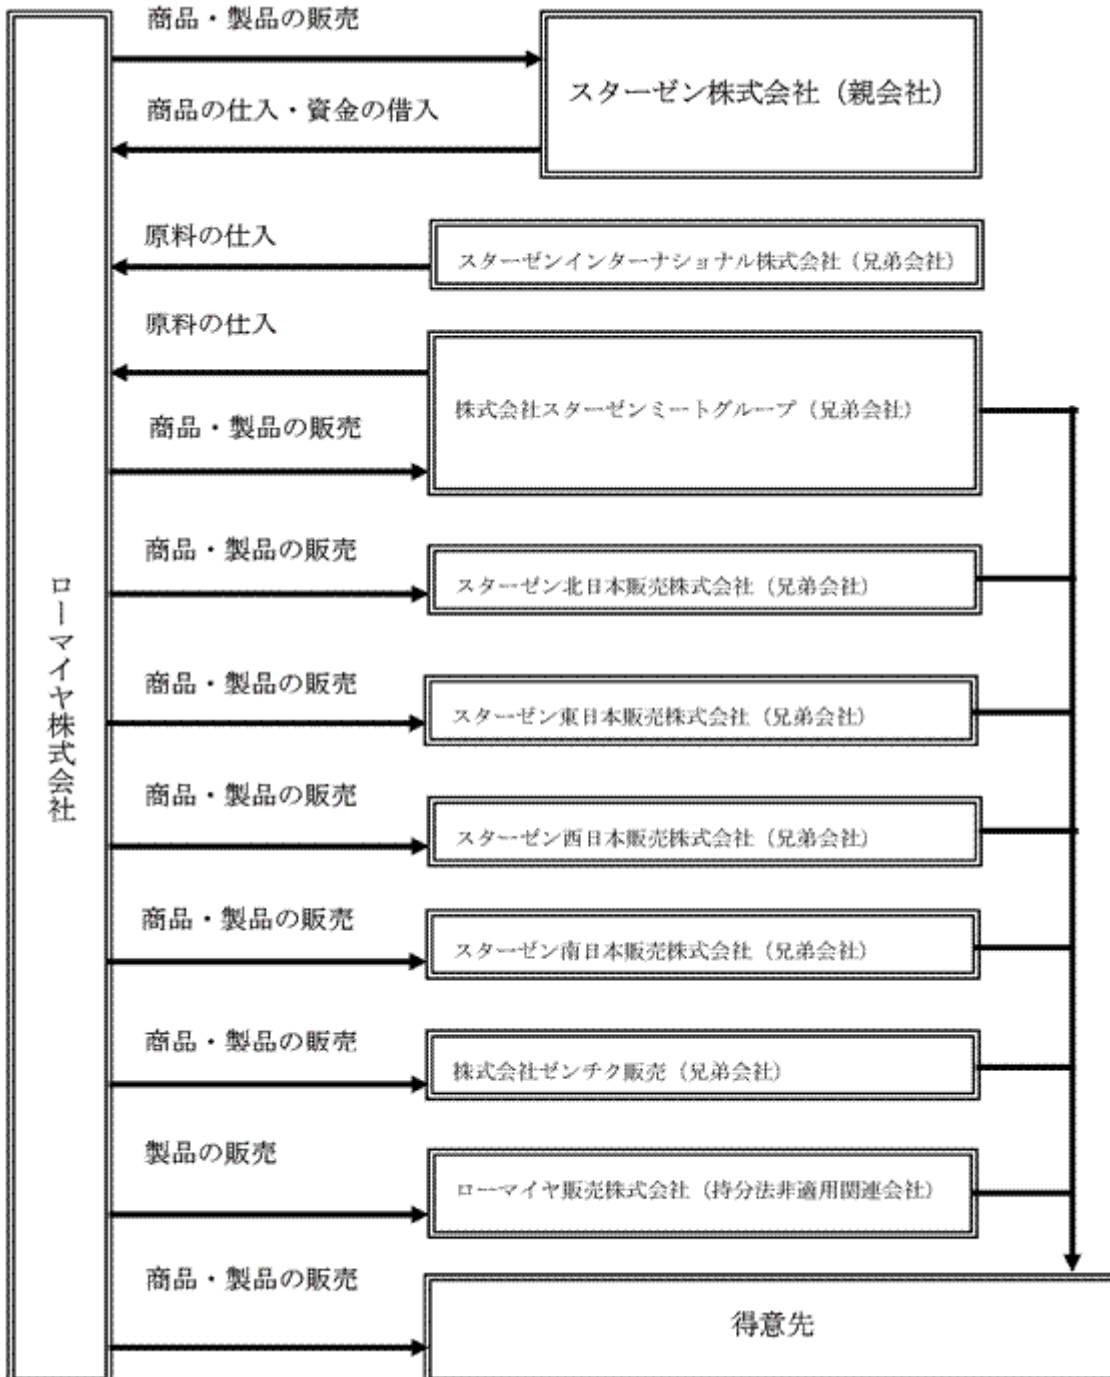 商品・製品の販売
スターゼン株式会社（親会社）
商品の仕入・資金の借入
原料の仕入
スターゼンインターナショナル株式会社（兄弟会社）
原料の仕入
株式会社スターゼンミートグループ（兄弟会社）
商品・製品の販売
商品・製品の販売
スターゼン北日本販売株式会社（兄弟会社）
ローマイヤ株式会社
商品・製品の販売
スターゼン東日本販売株式会社（兄弟会社）
商品・製品の販売
スターゼン西日本販売株式会社（兄弟会社）
商品・製品の販売
スターゼン南日本販売株式会社（兄弟会社）
商品・製品の販売
株式会社ゼンチク販売（兄弟会社）
製品の販売
ローマイヤ販売株式会社（持分法非適用関連会社）
商品・製品の販売
得意先